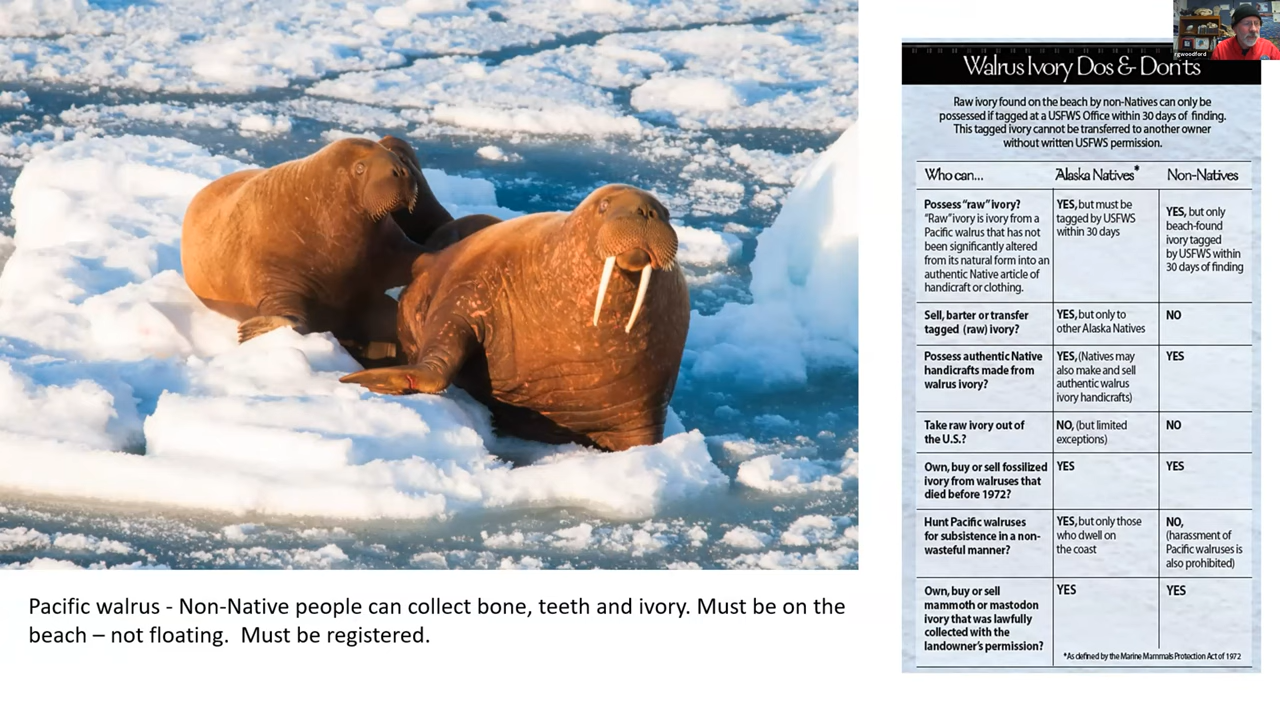 rgwoodford
Walrus Ivory Dos & Don'ts
Raw ivory found on the beach by non-Natives can only be
possessed if tagged at a USFWS Office within 30 days of finding.
This tagged ivory cannot be transferred to another owner
without written USFWS permission.
Who can...
Alaska Natives*
Non-Natives
Possess "raw" ivory?
"Raw" ivory is ivory from a
Pacific walrus that has not
been significantly altered
from its natural form into an
authentic Native article of
handicraft or clothing.
YES, but must be
tagged by USFWS
within 30 days
YES, but only
beach-found
ivory tagged
by USFWS within
30 days of finding
Sell, barter or transfer
tagged (raw) ivory?
YES, but only to
other Alaska Natives
NO
Possess authentic Native
handicrafts made from
walrus ivory?
YES, (Natives may
also make and sell
authentic walrus
ivory handicrafts)
YES
Take raw ivory out of
the U.S.?
NO, (but limited
exceptions)
NO
Own, buy or sell fossilized
ivory from walruses that
died before 1972?
YES
YES
Hunt Pacific walruses
for subsistence in a non-
wasteful manner?
YES, but only those
who dwell on
the coast
NO,
(harassment of
Pacific walruses is
also prohibited)
Own, buy or sell
mammoth or mastodon
ivory that was lawfully
collected with the
landowner's permission?
YES
YES
*As defined by the Marine Mammals Protection Act of 1972
Pacific walrus - Non-Native people can collect bone, teeth and ivory. Must be on the
beach – not floating.  Must be registered.